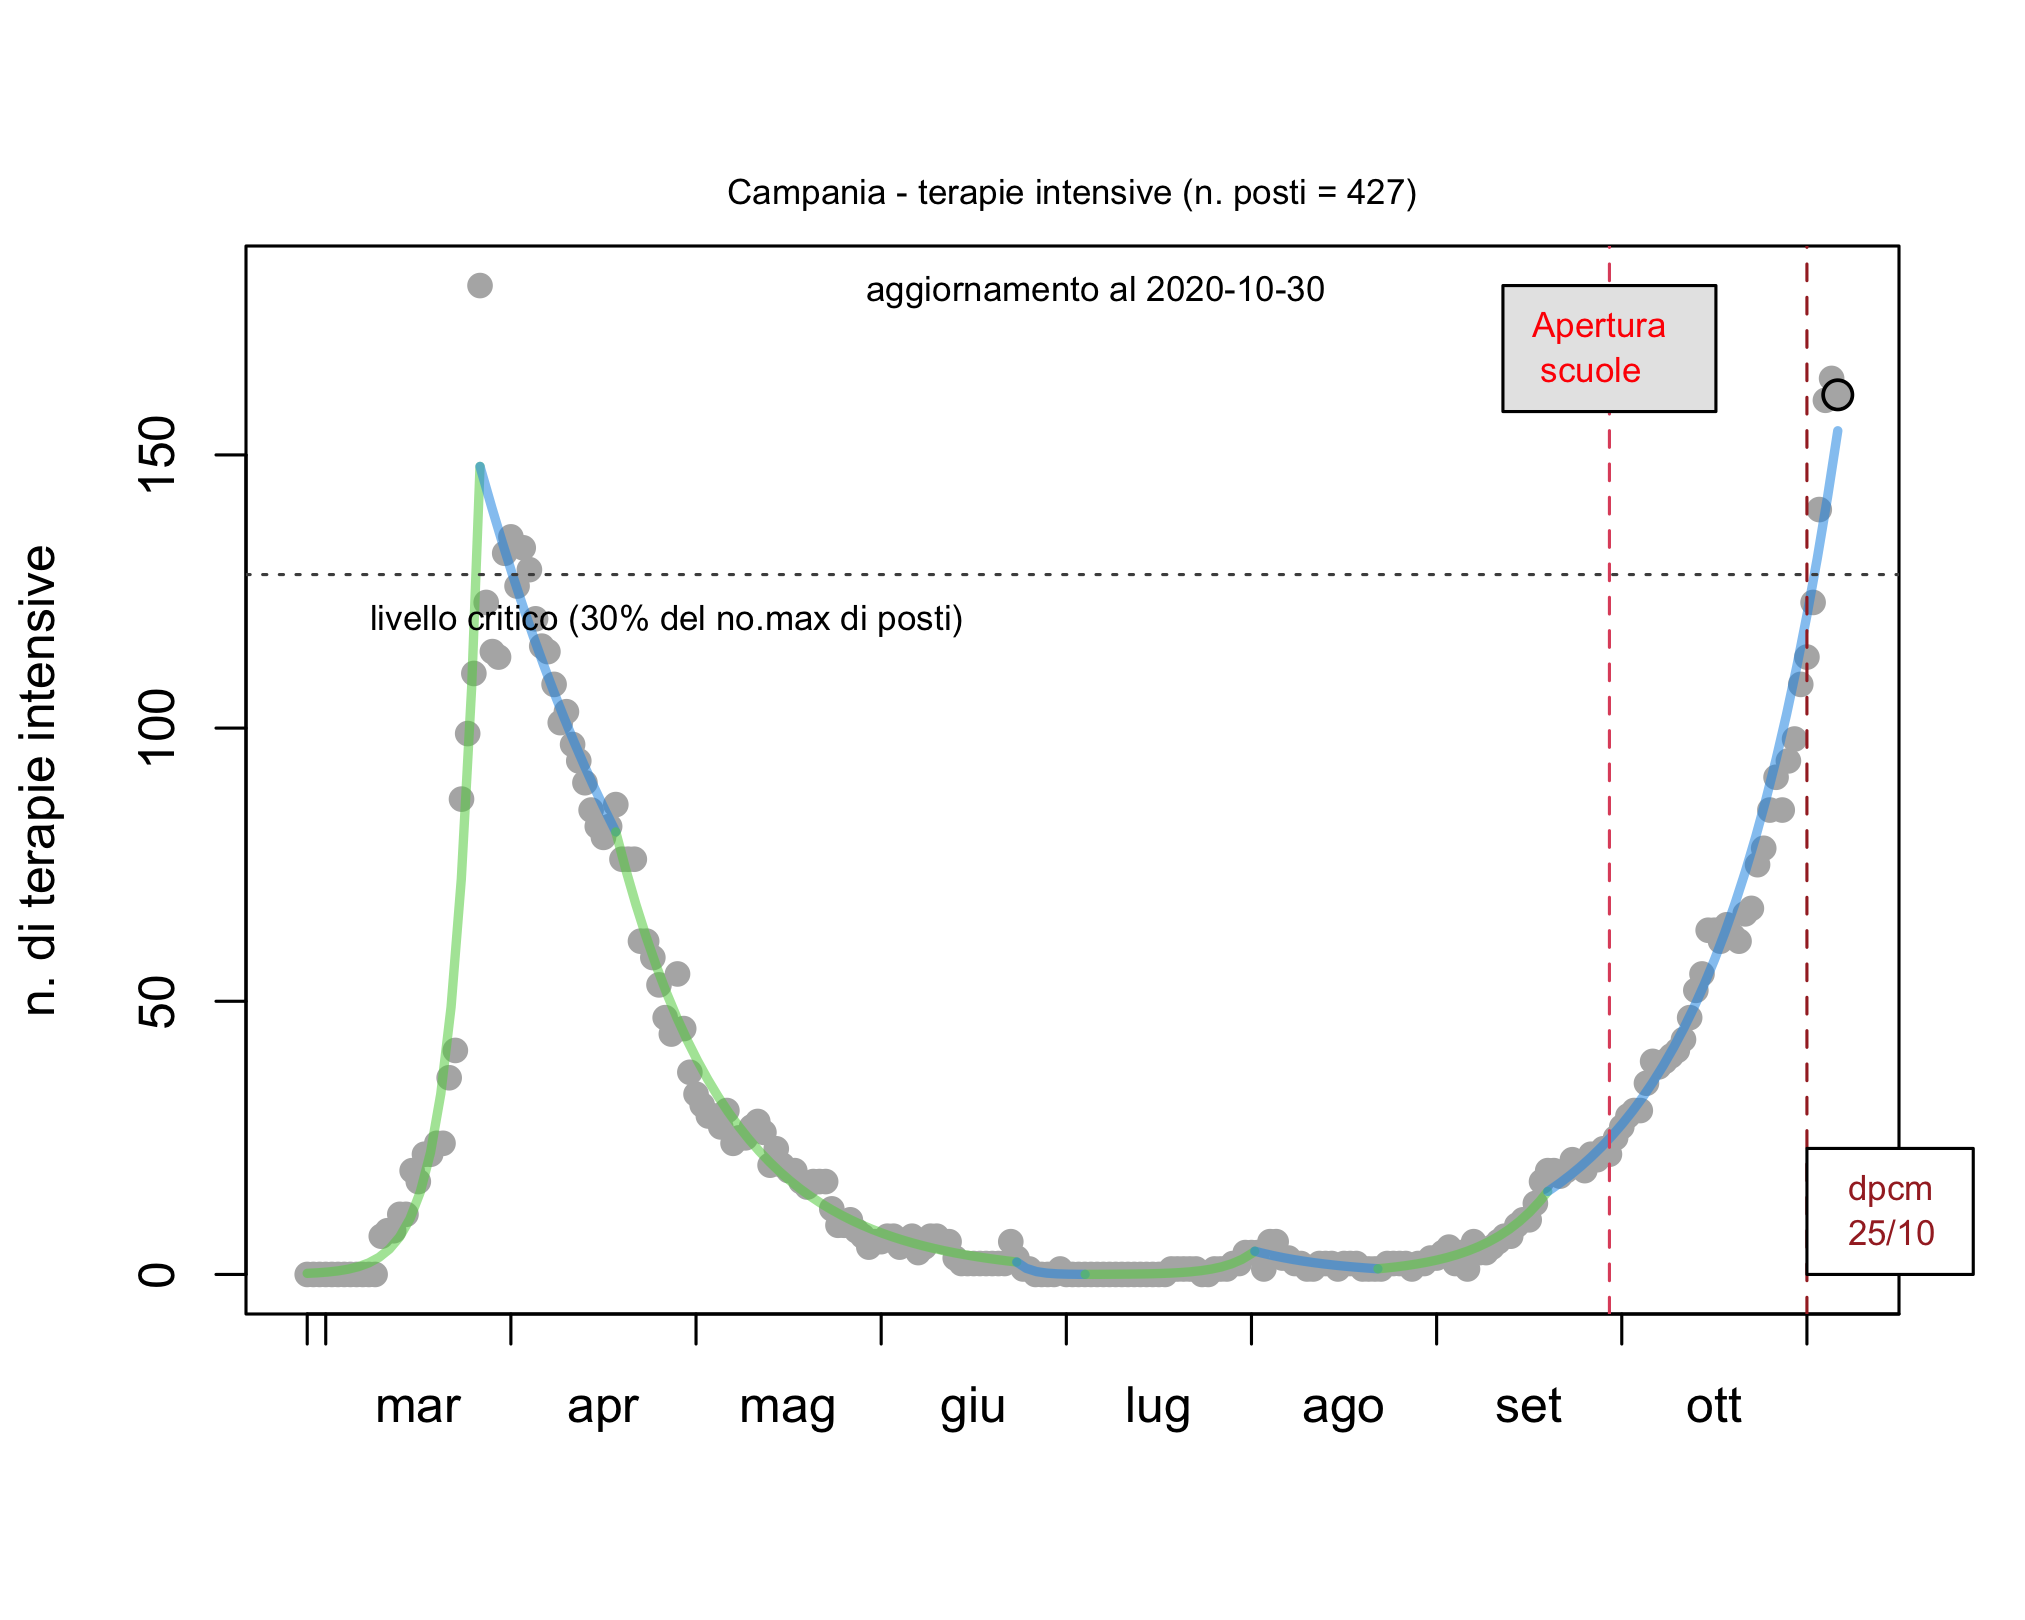 Campania - terapie intensive (n. posti = 427)
aggiornamento al 2020-10-30
Apertura
scuole
livello critico (30% del no.max di posti)
dpcm
25/10
n. di terapie intensive
150
100
50
0
mar apr mag giu lug ago set ott